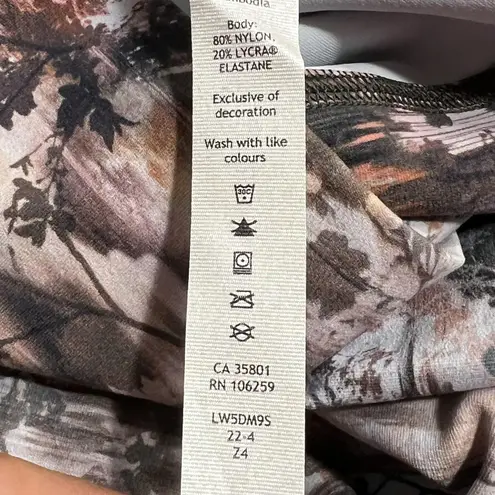 Body:
80% NYLON,
20% LYCRA®
ELASTANE
Exclusive of
decoration
Wash with like
colours
30C
CA 35801
RN 106259
LW5DM9S
22-4
Z4